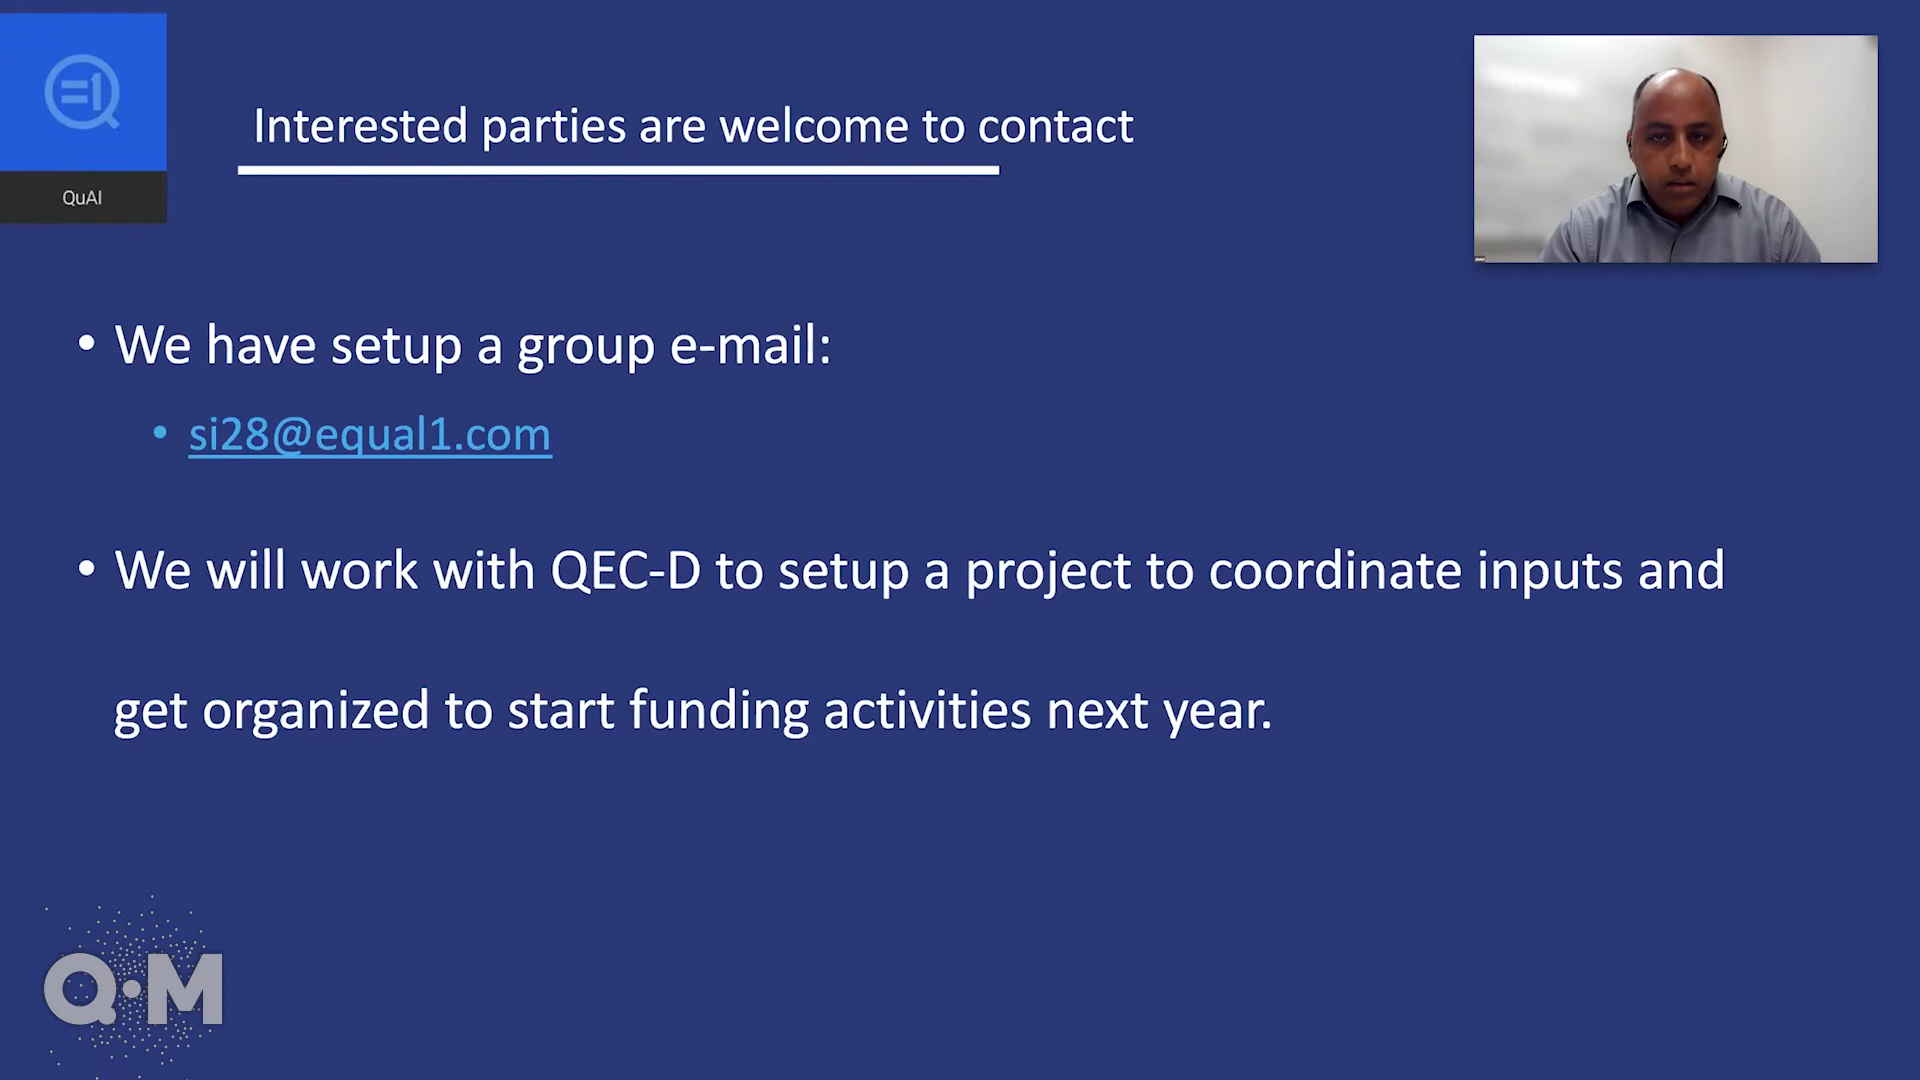 =1
QuAI
Interested parties are welcome to contact
• We have setup a group e-mail:
• si28@equal1.com
• We will work with QEC-D to setup a project to coordinate inputs and
get organized to start funding activities next year.
Q·M